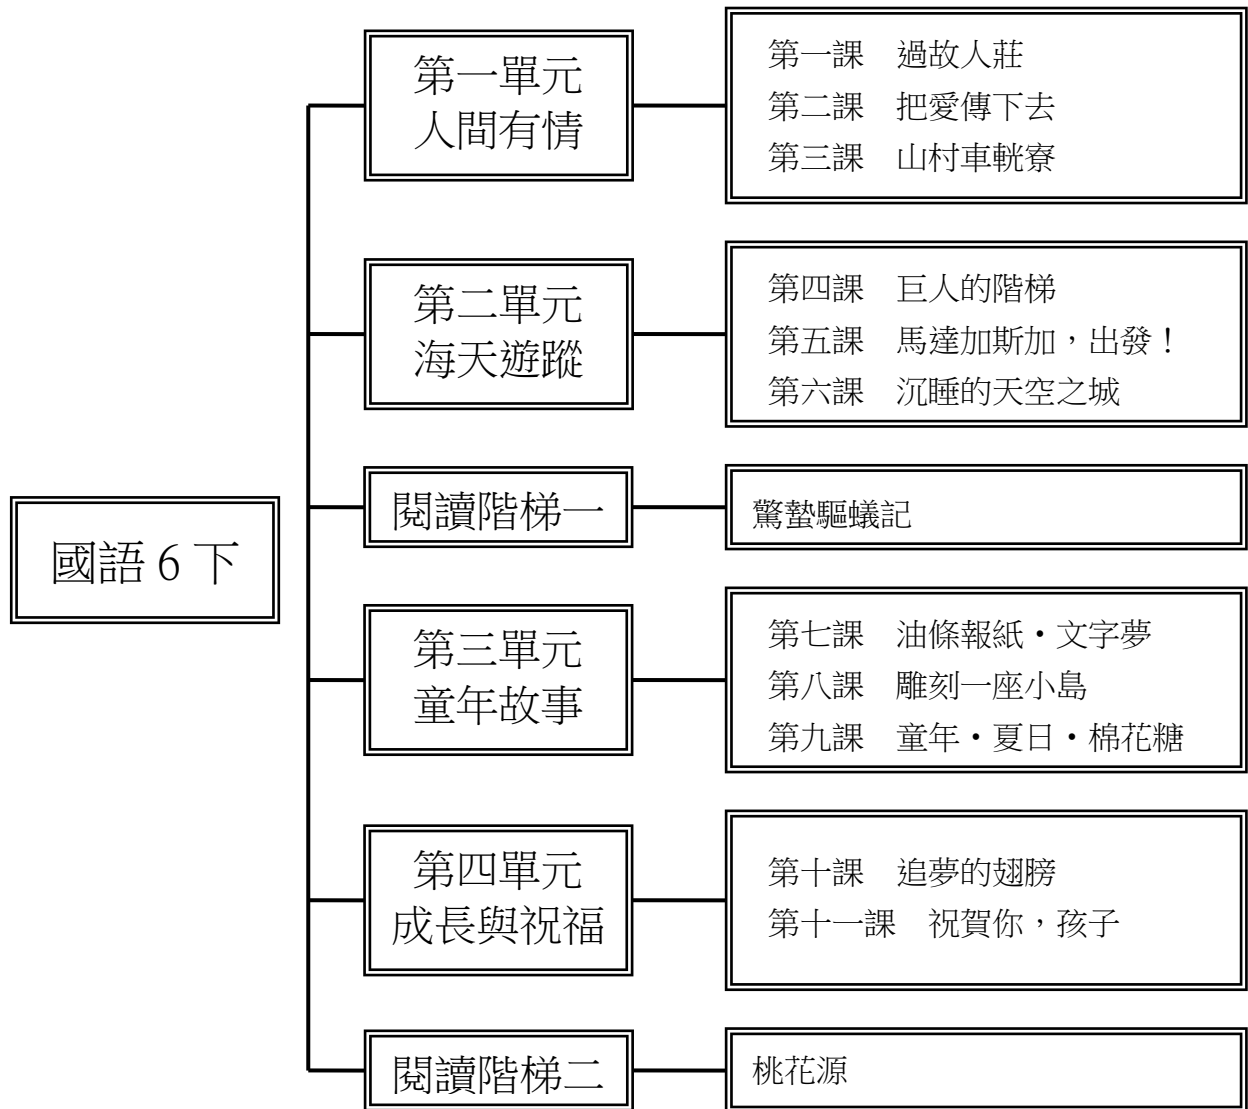 國語 6 下
第一單元
人間有情
第一課　過故人莊
第二課　把愛傳下去
第三課　山村車輄寮
第二單元
海天遊蹤
第四課　巨人的階梯
第五課　馬達加斯加，出發！
第六課　沉睡的天空之城
閱讀階梯一
驚蟄驅蟻記
第三單元
童年故事
第七課　油條報紙・文字夢
第八課　雕刻一座小島
第九課　童年・夏日・棉花糖
第四單元
成長與祝福
第十課　追夢的翅膀
第十一課　祝賀你，孩子
閱讀階梯二
桃花源